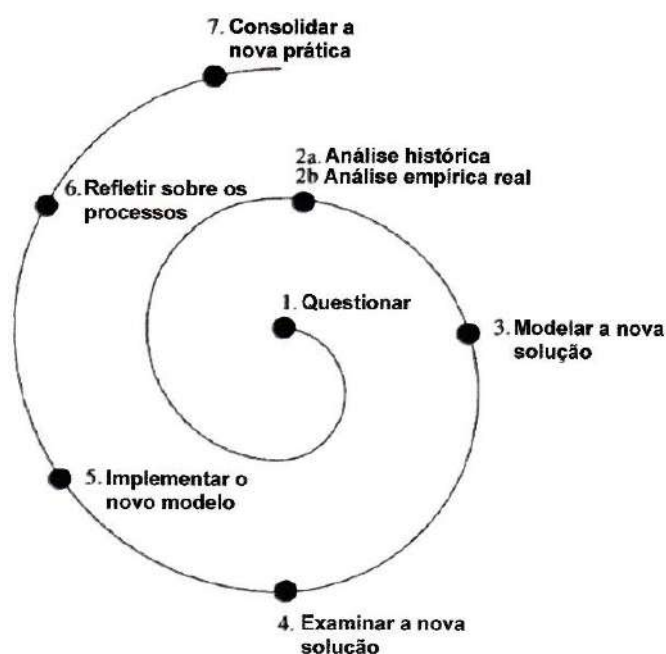 7. Consolidar a
nova prática
2a. Análise histórica
2b Análise empírica real
6. Refletir sobre os
processos
1. Questionar
3. Modelar a nova
solução
5. Implementar o
novo modelo
4. Examinar a nova
solução